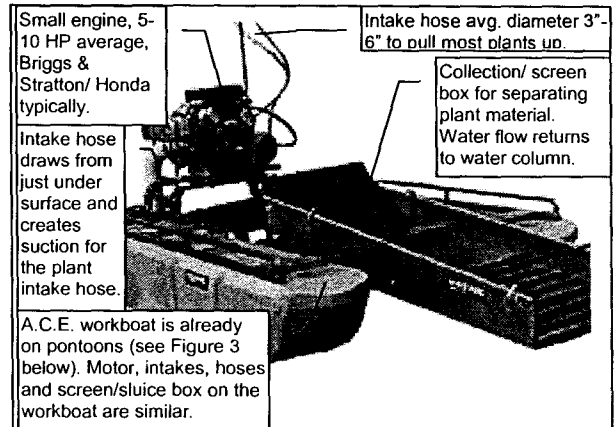 Small engine, 5-
10 HP average,
Briggs &
Stratton/ Honda
typically.
Intake hose avg. diameter 3"-
6" to pull most plants up.
Collection/ screen
box for separating
plant material.
Water flow returns
to water column.
Intake hose
draws from
just under
surface and
creates
suction for
the plant
intake hose.
A.C.E. workboat is already
on pontoons (see Figure 3
below). Motor, intakes, hoses
and screen/sluice box on the
workboat are similar.